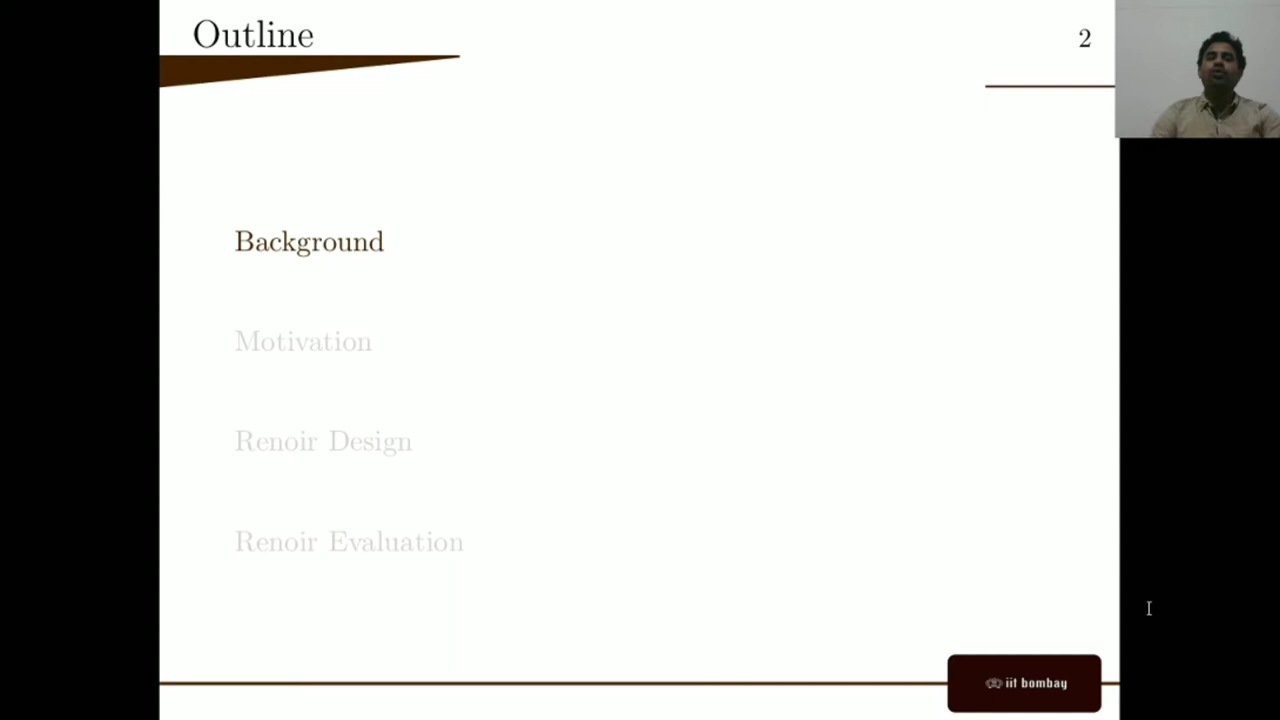 Outline
2
Background
Motivation
Renoir Design
Renoir Evaluation
iit bombay